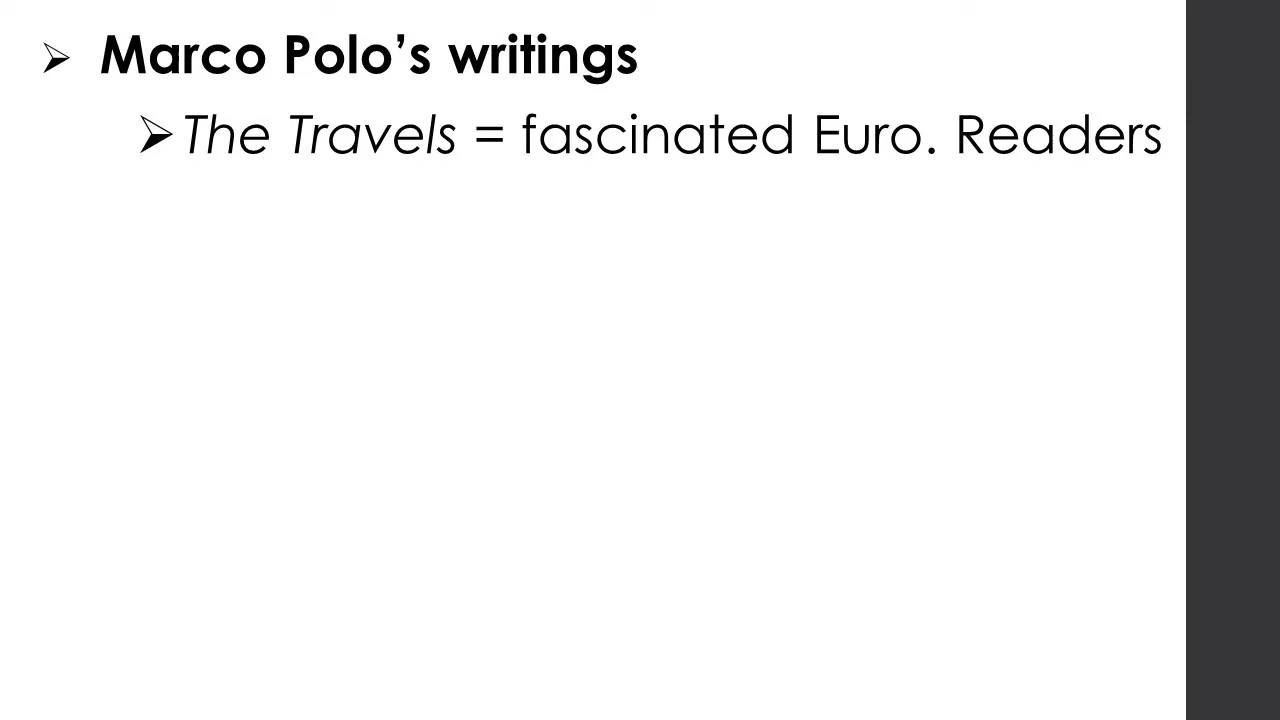 ➢ Marco Polo’s writings
➢ The Travels = fascinated Euro. Readers